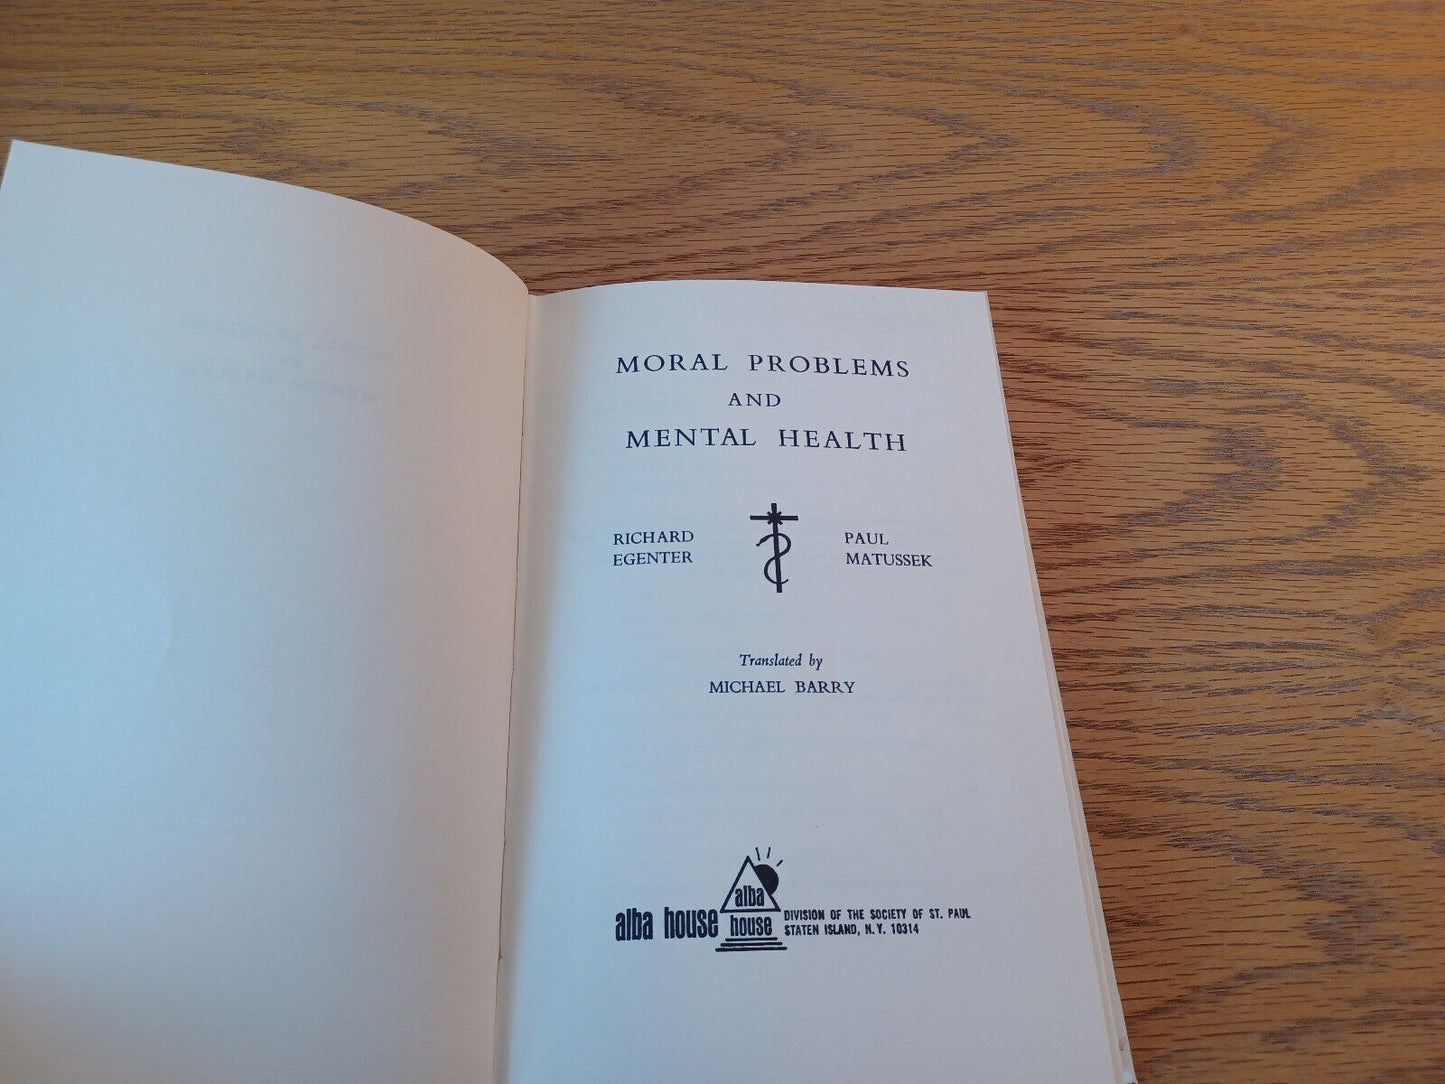 MORAL PROBLEMS
AND
MENTAL HEALTH
RICHARD
EGENTER
PAUL
MATUSSEK
Translated by
MICHAEL BARRY
alba house
alba
house
DIVISION OF THE SOCIETY OF ST. PAUL
STATEN ISLAND, N.Y. 10314